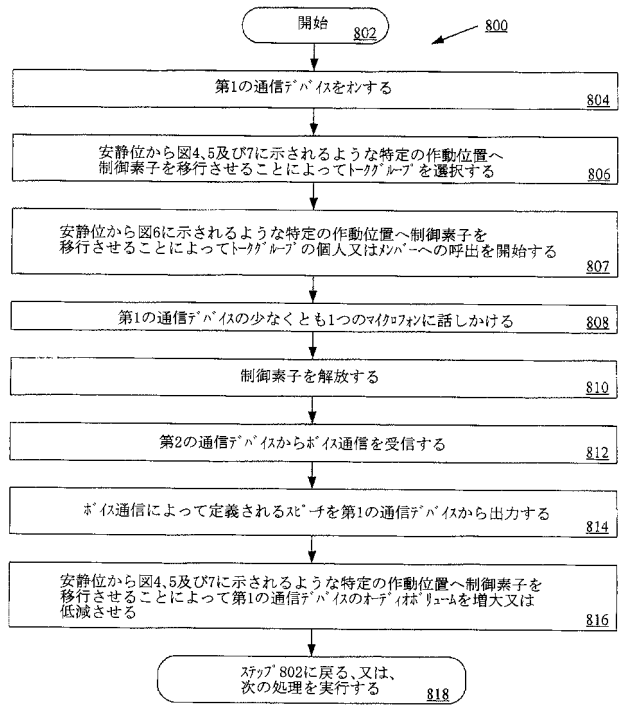 開始
802
800
第1の通信ﾃﾞﾊﾞｲｽをｵﾝする
804
安静位から図4、5及び7に示されるような特定の作動位置へ
制御素子を移行させることによってﾄｰｸｸﾞﾙｰﾌﾟを選択する
806
安静位から図6に示されるような特定の作動位置へ制御素子を
移行させることによってﾄｰｸｸﾞﾙｰﾌﾟの個人又はﾒﾝﾊﾞｰへの呼出を開始する
807
第1の通信ﾃﾞﾊﾞｲｽの少なくとも1つのﾏｲｸﾛﾌｫﾝに話しかける
808
制御素子を解放する
810
第2の通信ﾃﾞﾊﾞｲｽからﾎﾞｲｽ通信を受信する
812
ﾎﾞｲｽ通信によって定義されるｽﾋﾟｰﾁを第1の通信ﾃﾞﾊﾞｲｽから出力する
814
安静位から図4、5及び7に示されるような特定の作動位置へ制御素子を
移行させることによって第1の通信ﾃﾞﾊﾞｲｽのｵｰﾃﾞｨｵﾎﾞﾘｭｰﾑを増大又は
低減させる
816
ｽﾃｯﾌﾟ802に戻る、又は、
次の処理を実行する
818